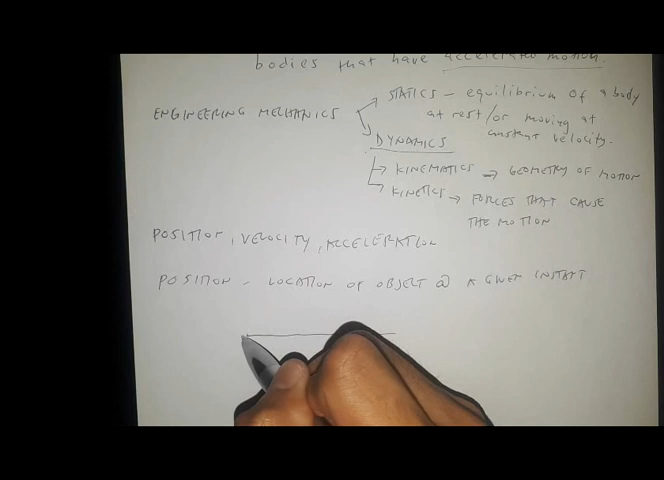 bodies that have accelerated motion.
STATICS - equilibrium of a body
ENGINEERING MECHANICS
at rest/or moving at
constant velocity.
DYNAMICS
KINEMATICS → GEOMETRY OF MOTION
KINETICS → FORCES THAT CAUSE
THE MOTION
POSITION, VELOCITY, ACCELERATION
POSITION - LOCATION OF OBJECT @ A GIVEN INSTANT